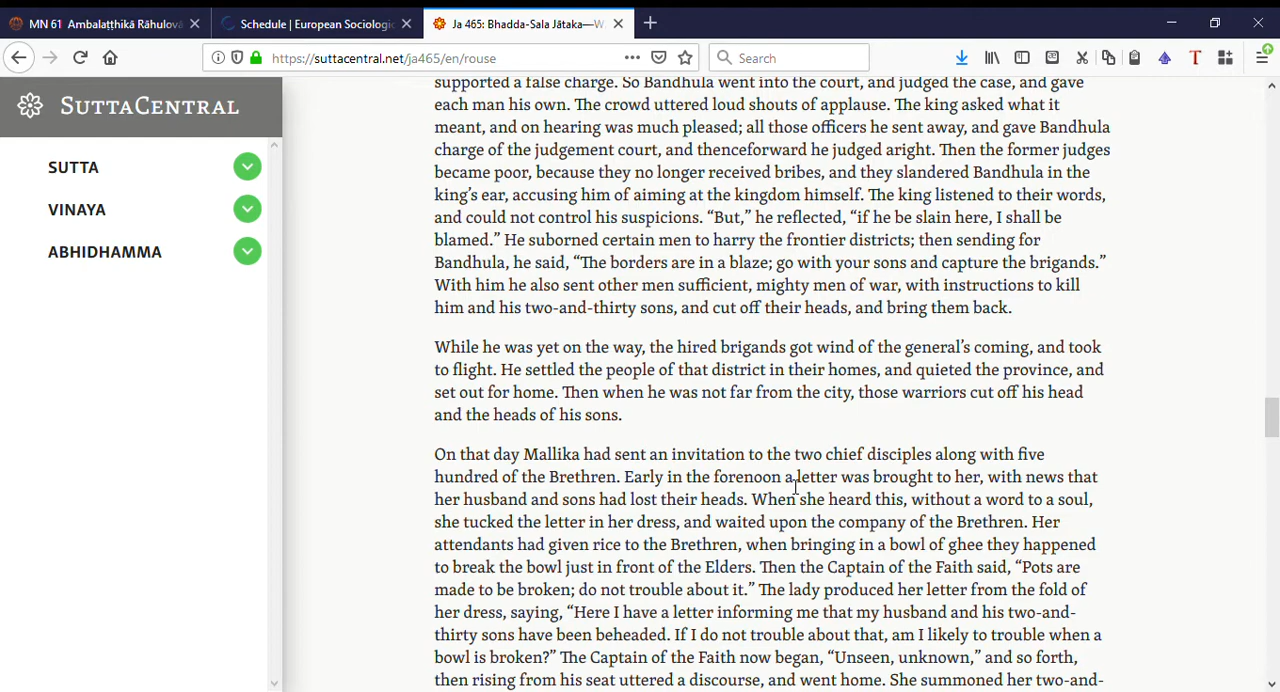 MN 61 Ambalaṭṭhikā Rāhulov
Schedule | European Sociologic
Ja 465: Bhadda-Sala Jātaka—W
https://suttacentral.net/ja465/en/rouse
Search
SUTTACENTRAL
SUTTA
VINAYA
ABHIDHAMMA
supported a false charge. So Bandhula went into the court, and judged the case, and gave
each man his own. The crowd uttered loud shouts of applause. The king asked what it
meant, and on hearing was much pleased; all those officers he sent away, and gave Bandhula
charge of the judgement court, and thenceforward he judged aright. Then the former judges
became poor, because they no longer received bribes, and they slandered Bandhula in the
king’s ear, accusing him of aiming at the kingdom himself. The king listened to their words,
and could not control his suspicions. “But,” he reflected, “if he be slain here, I shall be
blamed.” He suborned certain men to harry the frontier districts; then sending for
Bandhula, he said, “The borders are in a blaze; go with your sons and capture the brigands.”
With him he also sent other men sufficient, mighty men of war, with instructions to kill
him and his two-and-thirty sons, and cut off their heads, and bring them back.
While he was yet on the way, the hired brigands got wind of the general’s coming, and took
to flight. He settled the people of that district in their homes, and quieted the province, and
set out for home. Then when he was not far from the city, those warriors cut off his head
and the heads of his sons.
On that day Mallika had sent an invitation to the two chief disciples along with five
hundred of the Brethren. Early in the forenoon a letter was brought to her, with news that
her husband and sons had lost their heads. When she heard this, without a word to a soul,
she tucked the letter in her dress, and waited upon the company of the Brethren. Her
attendants had given rice to the Brethren, when bringing in a bowl of ghee they happened
to break the bowl just in front of the Elders. Then the Captain of the Faith said, “Pots are
made to be broken; do not trouble about it.” The lady produced her letter from the fold of
her dress, saying, “Here I have a letter informing me that my husband and his two-and-
thirty sons have been beheaded. If I do not trouble about that, am I likely to trouble when a
bowl is broken?” The Captain of the Faith now began, “Unseen, unknown,” and so forth,
then rising from his seat uttered a discourse, and went home. She summoned her two-and-